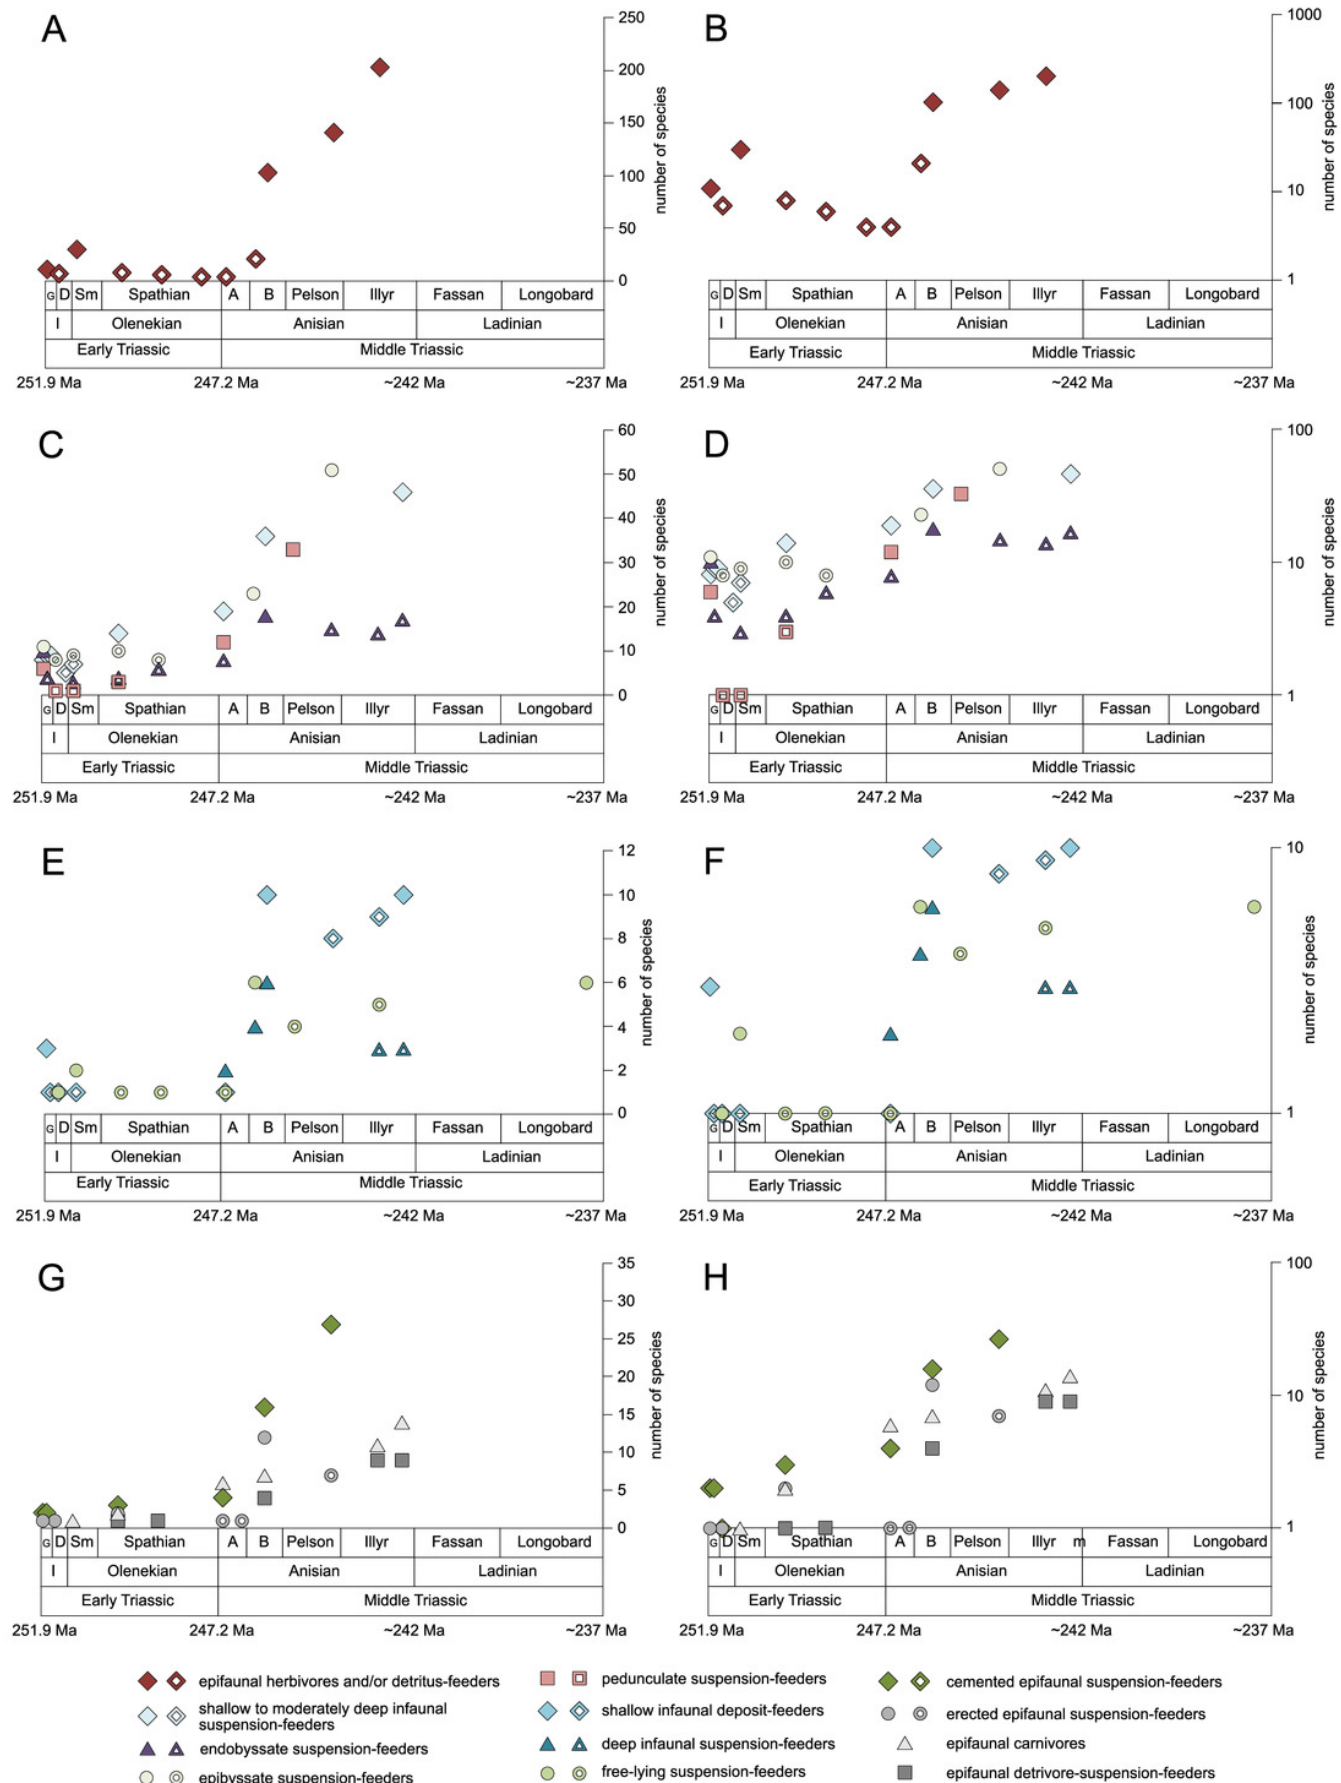 A
250
200
150
100
50
0
number of species
G D Sm Spathian A B Pelson Illyr Fassan Longobard
I Olenekian Anisian Ladinian
Early Triassic Middle Triassic
251.9 Ma 247.2 Ma ~242 Ma ~237 Ma
B
1000
100
10
1
number of species
G D Sm Spathian A B Pelson Illyr Fassan Longobard
I Olenekian Anisian Ladinian
Early Triassic Middle Triassic
251.9 Ma 247.2 Ma ~242 Ma ~237 Ma
C
60
50
40
30
20
10
0
number of species
G D Sm Spathian A B Pelson Illyr Fassan Longobard
I Olenekian Anisian Ladinian
Early Triassic Middle Triassic
251.9 Ma 247.2 Ma ~242 Ma ~237 Ma
D
100
10
1
number of species
G D Sm Spathian A B Pelson Illyr Fassan Longobard
I Olenekian Anisian Ladinian
Early Triassic Middle Triassic
251.9 Ma 247.2 Ma ~242 Ma ~237 Ma
E
12
10
8
6
4
2
0
number of species
G D Sm Spathian A B Pelson Illyr Fassan Longobard
I Olenekian Anisian Ladinian
Early Triassic Middle Triassic
251.9 Ma 247.2 Ma ~242 Ma ~237 Ma
F
10
1
number of species
G D Sm Spathian A B Pelson Illyr Fassan Longobard
I Olenekian Anisian Ladinian
Early Triassic Middle Triassic
251.9 Ma 247.2 Ma ~242 Ma ~237 Ma
G
35
30
25
20
15
10
5
0
number of species
G D Sm Spathian A B Pelson Illyr Fassan Longobard
I Olenekian Anisian Ladinian
Early Triassic Middle Triassic
251.9 Ma 247.2 Ma ~242 Ma ~237 Ma
H
100
10
1
number of species
G D Sm Spathian A B Pelson Illyr m Fassan Longobard
I Olenekian Anisian Ladinian
Early Triassic Middle Triassic
251.9 Ma 247.2 Ma ~242 Ma ~237 Ma
epifaunal herbivores and/or detritus-feeders
shallow to moderately deep infaunal
suspension-feeders
endobyssate suspension-feeders
epibyssate suspension-feeders
pedunculate suspension-feeders
shallow infaunal deposit-feeders
deep infaunal suspension-feeders
free-lying suspension-feeders
cemented epifaunal suspension-feeders
erected epifaunal suspension-feeders
epifaunal carnivores
epifaunal detrivore-suspension-feeders